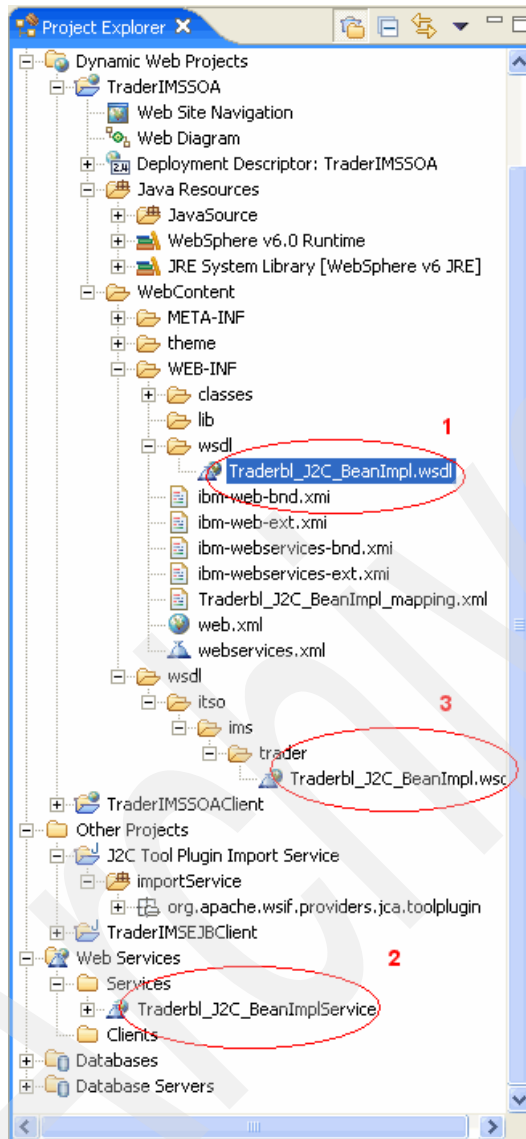 Project Explorer
Dynamic Web Projects
TraderIMSSOA
Web Site Navigation
Web Diagram
2.4 Deployment Descriptor: TraderIMSSOA
Java Resources
JavaSource
WebSphere v6.0 Runtime
JRE System Library [WebSphere v6 JRE]
WebContent
META-INF
theme
WEB-INF
classes
lib
1
wsdl
Traderbl_J2C_BeanImpl.wsdl
ibm-web-bnd.xmi
ibm-web-ext.xmi
ibm-webservices-bnd.xmi
ibm-webservices-ext.xmi
Traderbl_J2C_BeanImpl_mapping.xml
web.xml
webservices.xml
wsdl
itso
3
ims
trader
Traderbl_J2C_BeanImpl.wsc
TraderIMSSOAClient
Other Projects
J2C Tool Plugin Import Service
importService
org.apache.wsif.providers.jca.toolplugin
TraderIMSEJBClient
Web Services
2
Services
Traderbl_J2C_BeanImplService
Clients
Databases
Database Servers